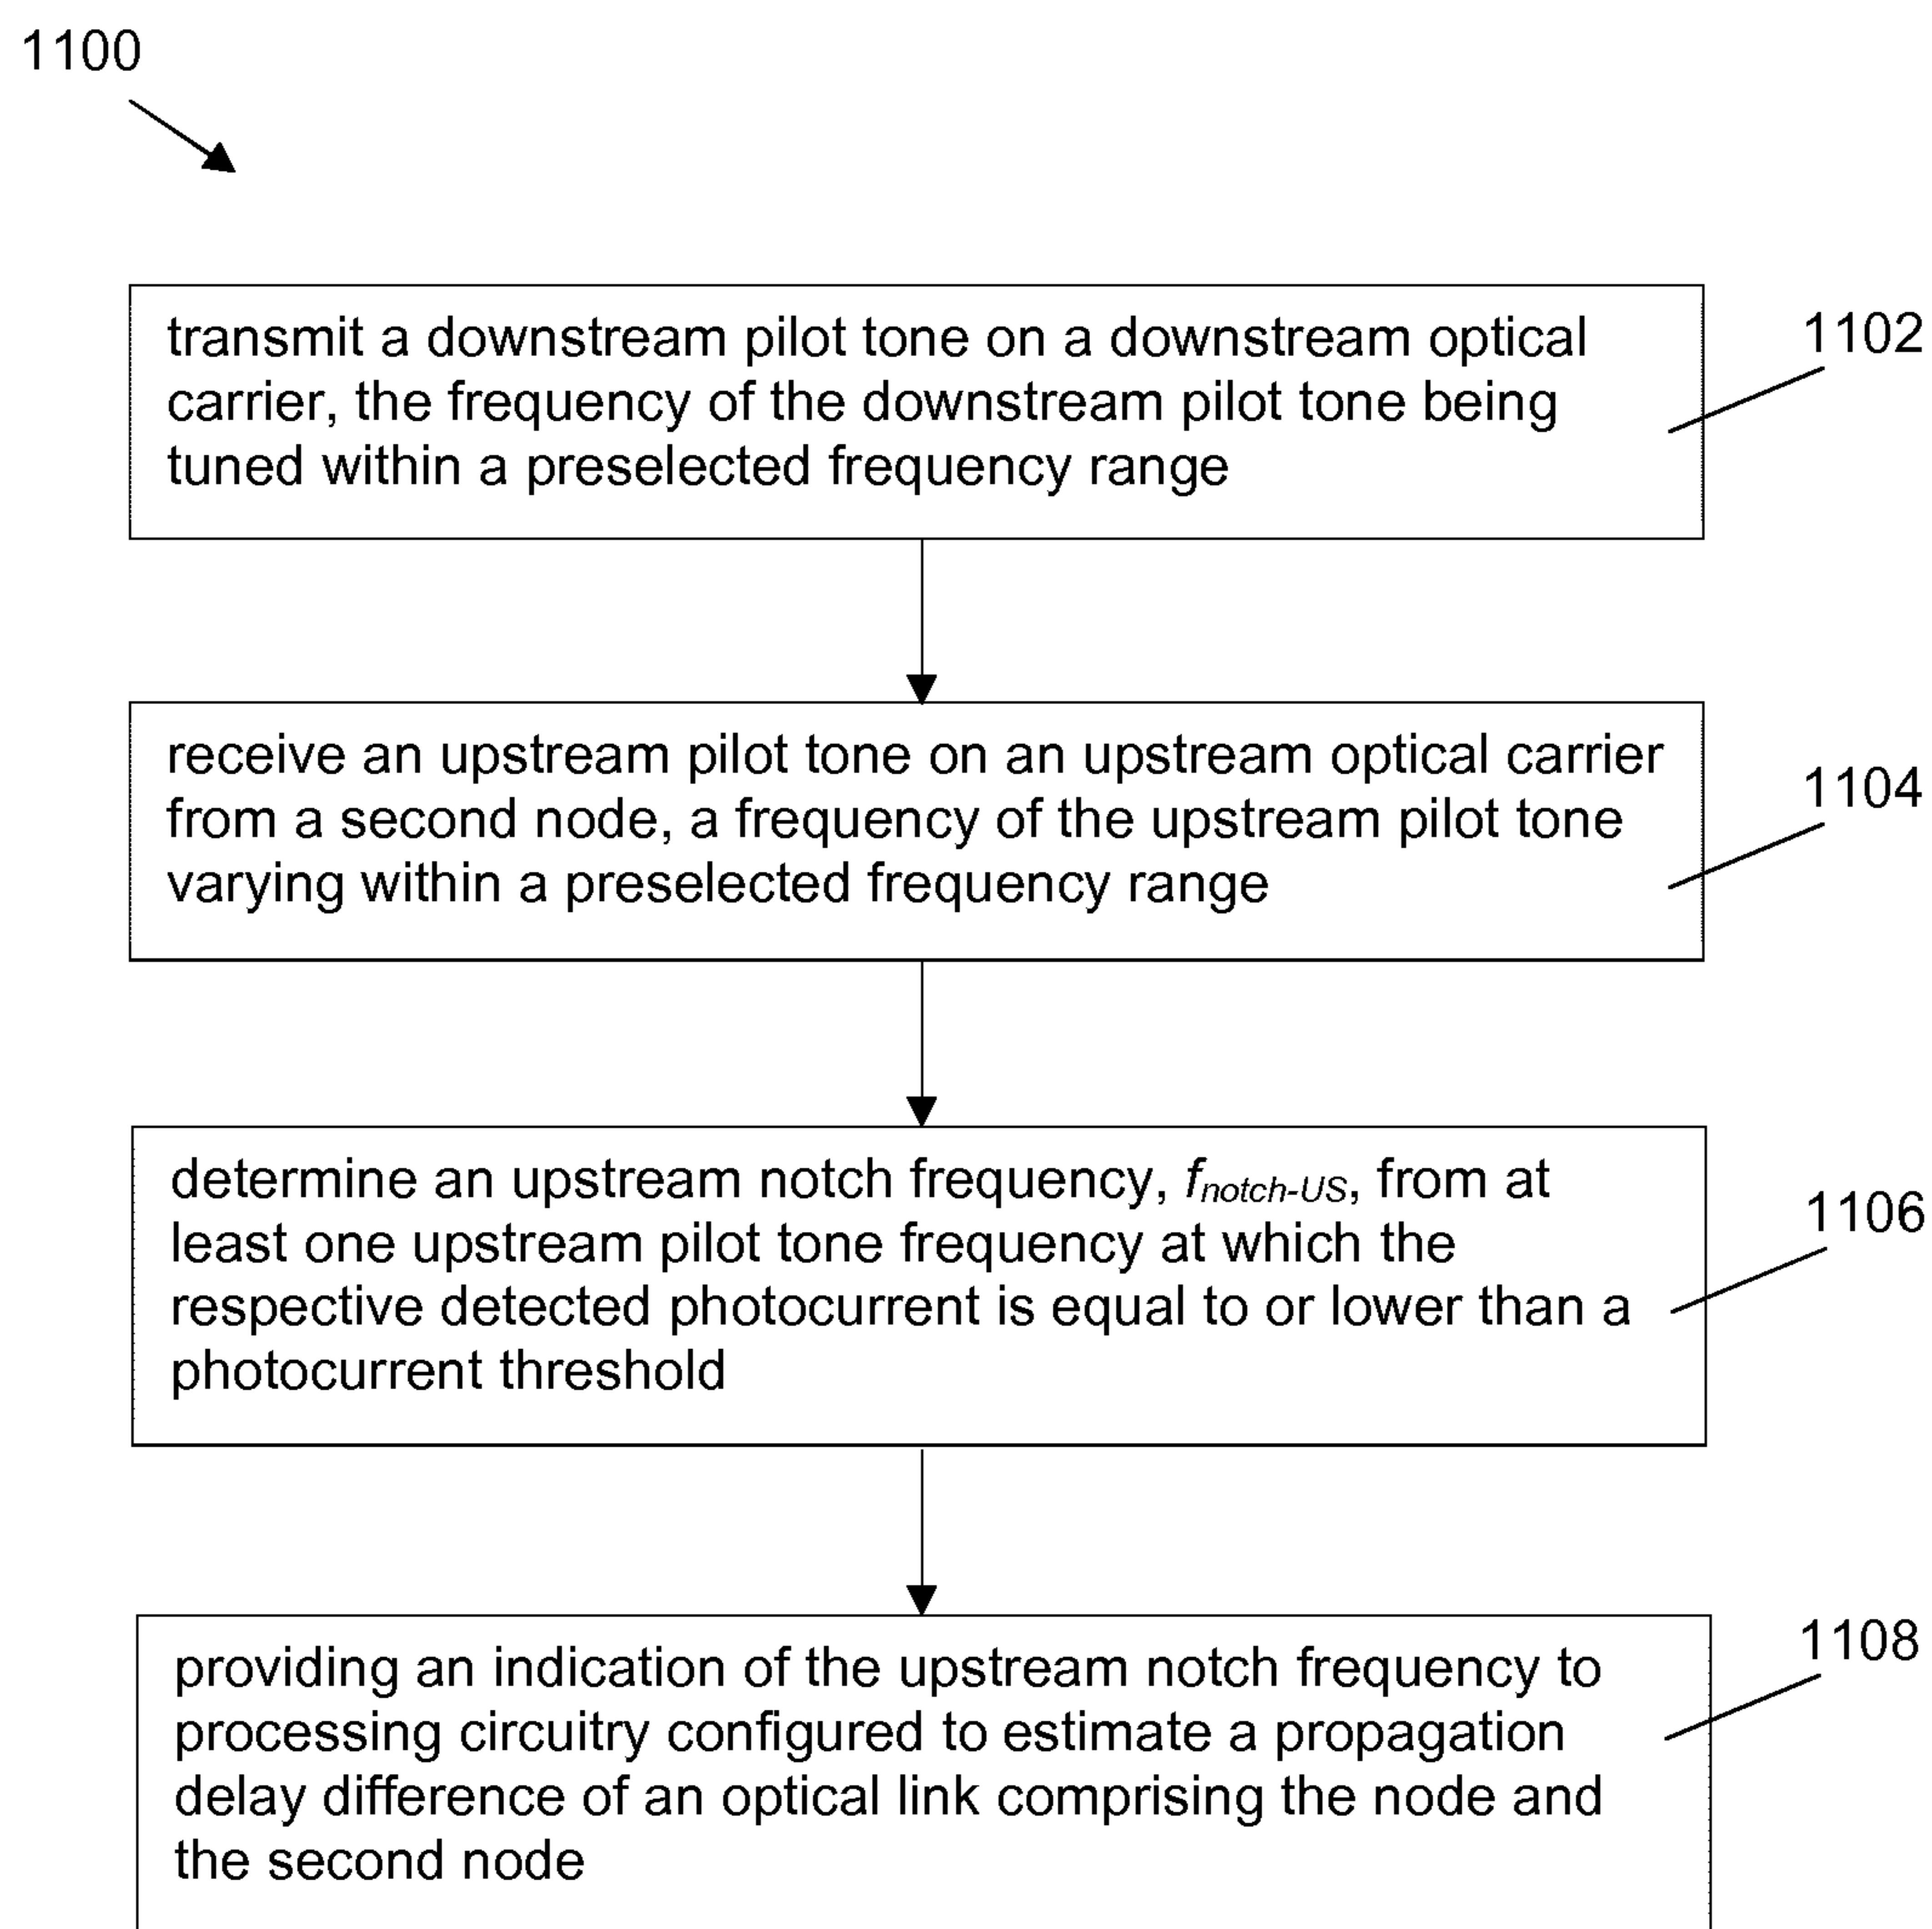 1100
transmit a downstream pilot tone on a downstream optical
carrier, the frequency of the downstream pilot tone being
tuned within a preselected frequency range
1102
receive an upstream pilot tone on an upstream optical carrier
from a second node, a frequency of the upstream pilot tone
varying within a preselected frequency range
1104
determine an upstream notch frequency, fnotch-US, from at
least one upstream pilot tone frequency at which the
respective detected photocurrent is equal to or lower than a
photocurrent threshold
1106
providing an indication of the upstream notch frequency to
processing circuitry configured to estimate a propagation
delay difference of an optical link comprising the node and
the second node
1108